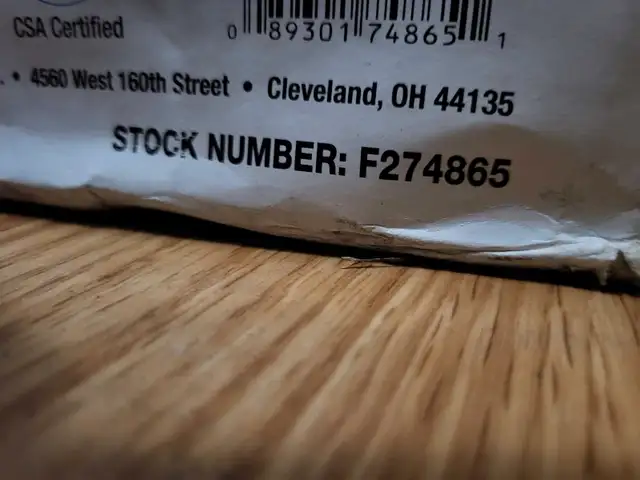 CSA Certified
0 89301 74865 1
. • 4560 West 160th Street • Cleveland, OH 44135
STOCK NUMBER: F274865